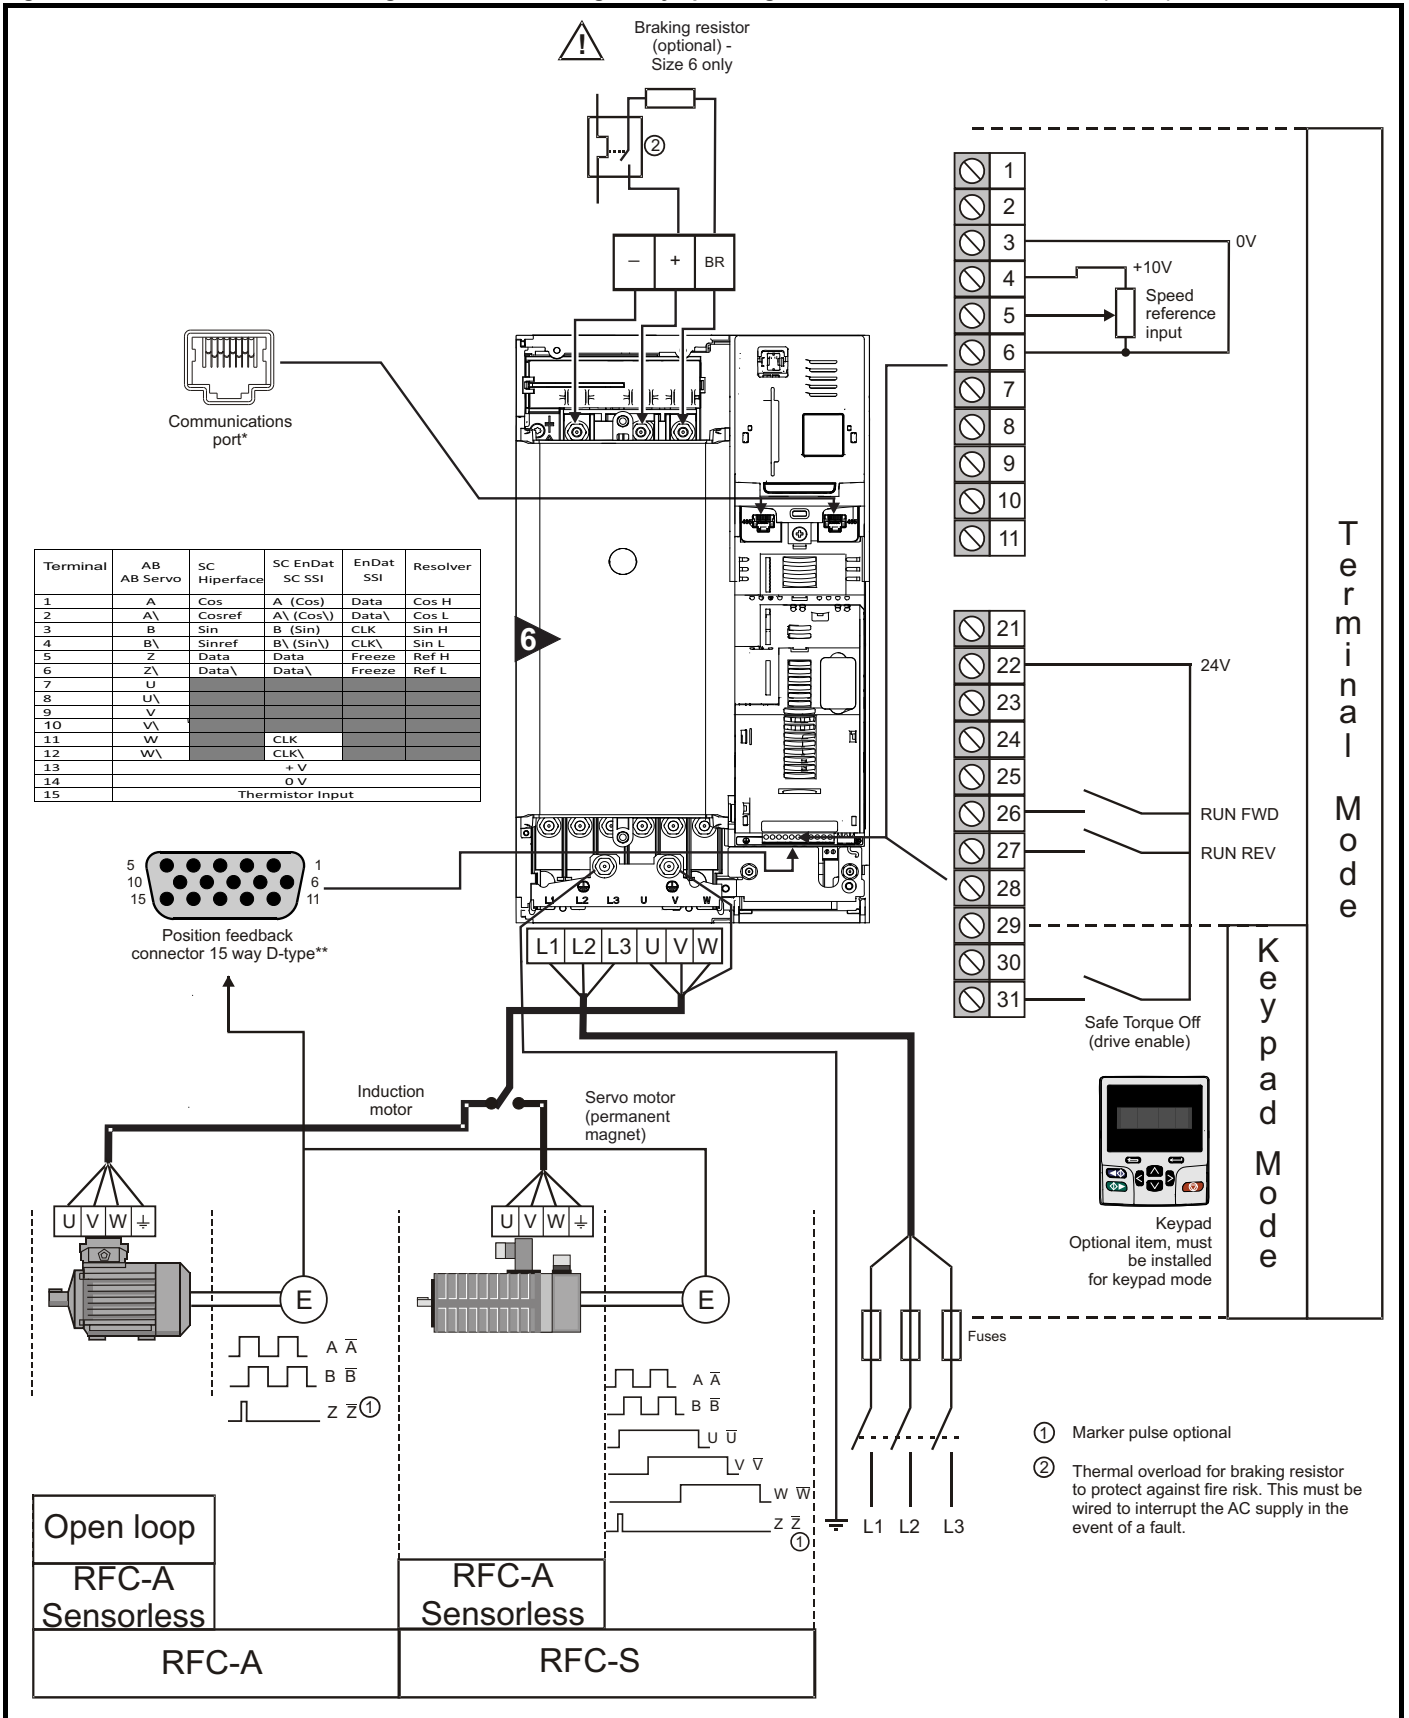 Braking resistor
(optional) -
Size 6 only
2
– + BR
1
2
3
4
5
6
7
8
9
10
11
0V
+10V
Speed
reference
input
Communications
port*
Terminal AB AB Servo SC Hiperface SC EnDat SC SSI EnDat SSI Resolver
1 A Cos A (Cos) Data Cos H
2 A\ Cosref A\ (Cos\) Data\ Cos L
3 B Sin B (Sin) CLK Sin H
4 B\ Sinref B\ (Sin\) CLK\ Sin L
5 Z Data Data Freeze Ref H
6 Z\ Data\ Data\ Freeze Ref L
7 U
8 U\
9 V
10 V\
11 W CLK
12 W\ CLK\
13 + V
14 0 V
15 Thermistor Input
6
21
22
23
24
25
26
27
28
29
30
31
24V
RUN FWD
RUN REV
Safe Torque Off
(drive enable)
Terminal Mode
Keypad Mode
5 1
10 6
15 11
Position feedback
connector 15 way D-type**
L1 L2 L3 U V W
L1 L2 L3 U V W
Induction
motor
Servo motor
(permanent
magnet)
Keypad
Optional item, must
be installed
for keypad mode
U V W
U V W
E
E
A A̅
B B̅
Z Z̅ 1
A A̅
B B̅
U U̅
V V̅
W W̅
Z Z̅
1
Fuses
L1 L2 L3
1 Marker pulse optional
2 Thermal overload for braking resistor
to protect against fire risk. This must be
wired to interrupt the AC supply in the
event of a fault.
Open loop
RFC-A
Sensorless
RFC-A
Sensorless
RFC-A
RFC-S